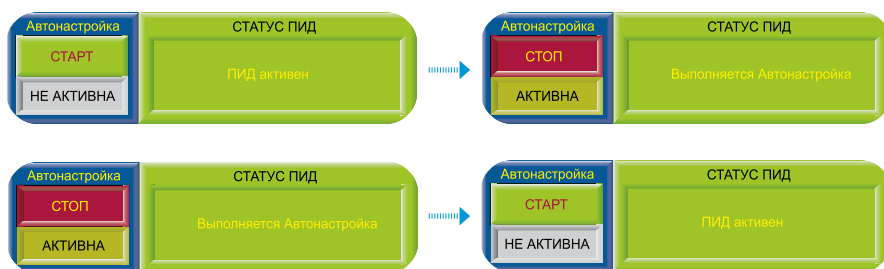 Автонастройка
СТАРТ
НЕ АКТИВНА
СТАТУС ПИД
ПИД активен
Автонастройка
СТОП
АКТИВНА
СТАТУС ПИД
Выполняется Автонастройка
Автонастройка
СТОП
АКТИВНА
СТАТУС ПИД
Выполняется Автонастройка
Автонастройка
СТАРТ
НЕ АКТИВНА
СТАТУС ПИД
ПИД активен